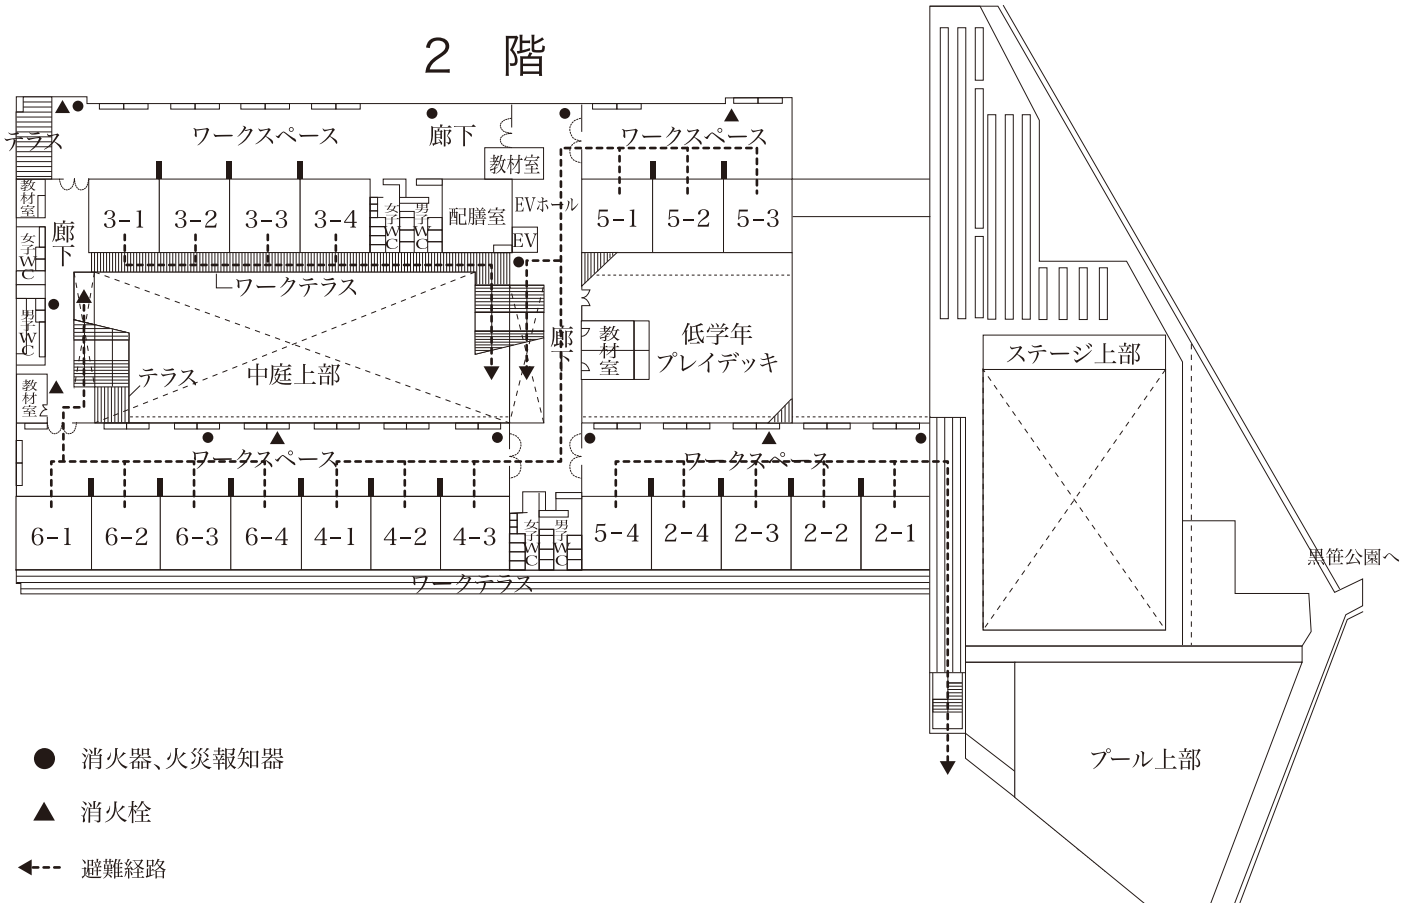 2 階
テラス
ワークスペース
廊下
ワークスペース
教材室
教材室
3-1
3-2
3-3
3-4
女子WC
男子WC
配膳室
EVホール
EV
5-1
5-2
5-3
廊下
女子WC
ワークテラス
男子WC
廊下
教材室
低学年
プレイデッキ
ステージ上部
テラス
中庭上部
教材室
ワークスペース
ワークスペース
6-1
6-2
6-3
6-4
4-1
4-2
4-3
女子WC
男子WC
5-4
2-4
2-3
2-2
2-1
黒笹公園へ
ワークテラス
プール上部
消火器、火災報知器
消火栓
避難経路